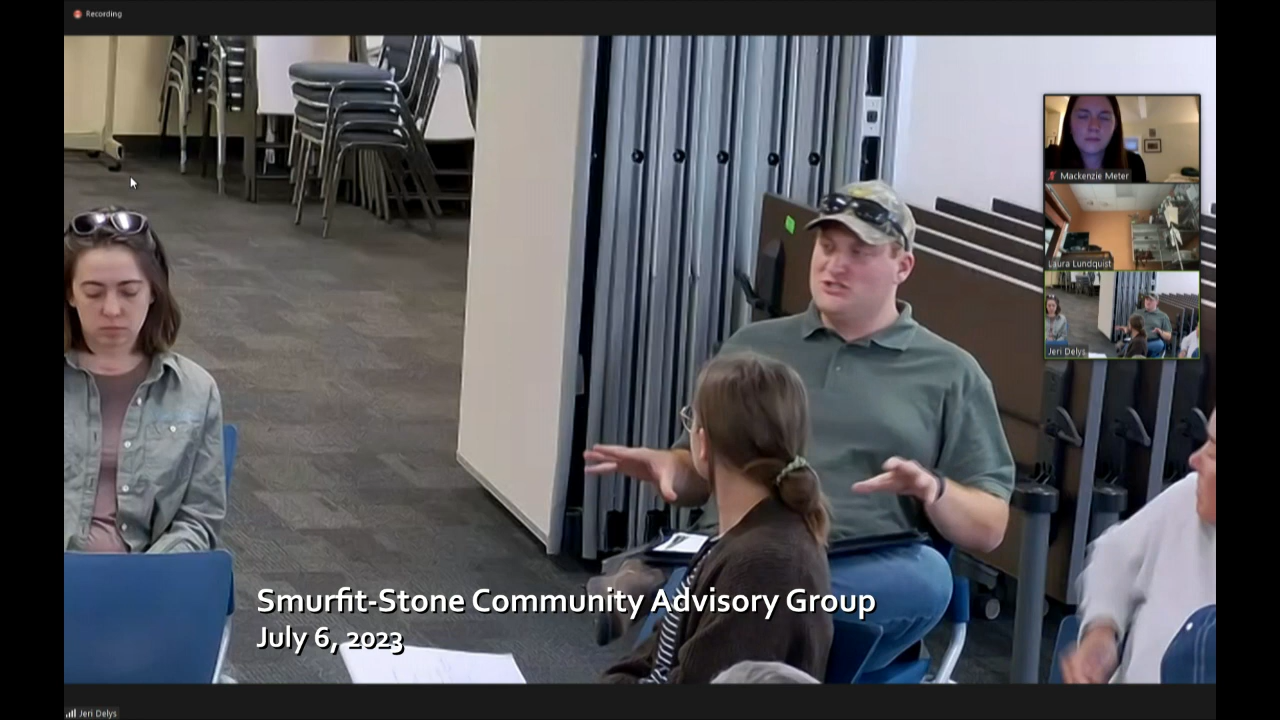 Recording
Mackenzie Meter
Laura Lundquist
Jeri Delys
Smurfit-Stone Community Advisory Group
July 6, 2023
Jeri Delys